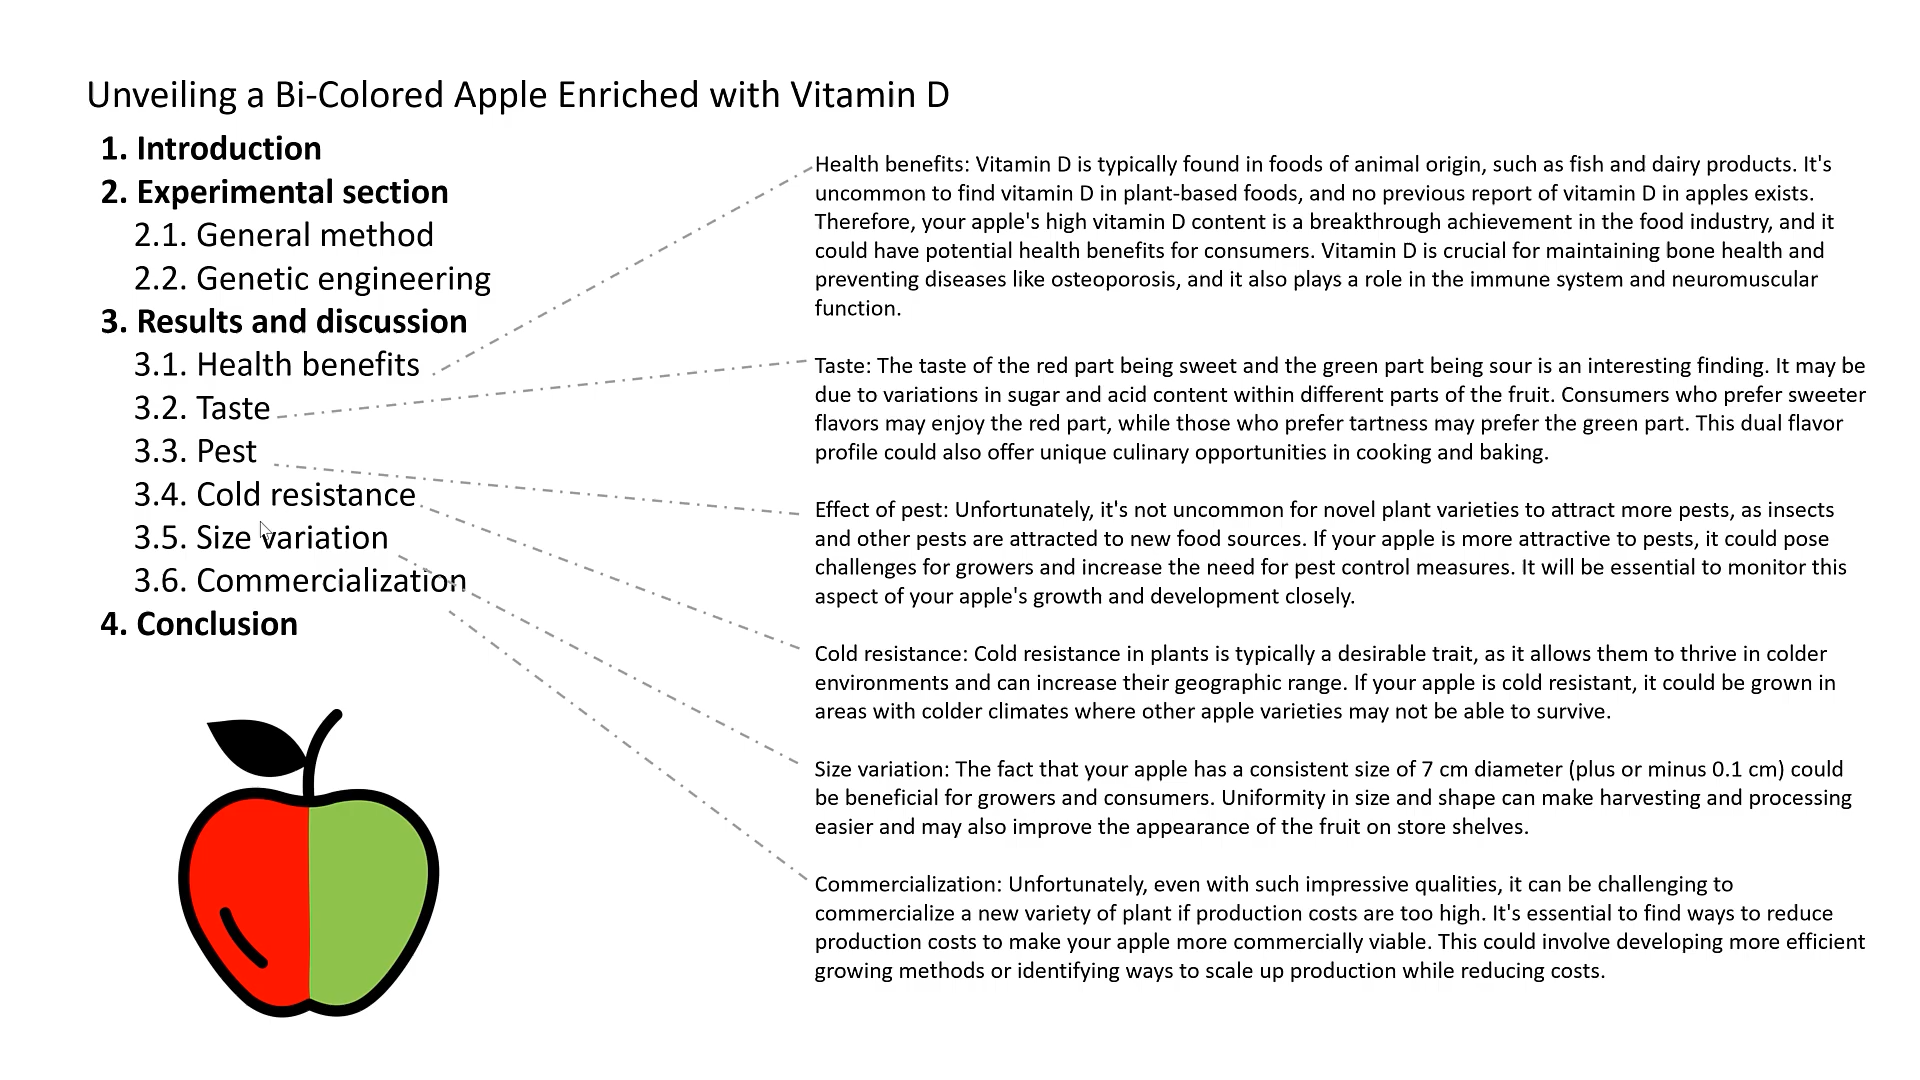 Unveiling a Bi-Colored Apple Enriched with Vitamin D
1. Introduction
2. Experimental section
2.1. General method
2.2. Genetic engineering
3. Results and discussion
3.1. Health benefits
3.2. Taste
3.3. Pest
3.4. Cold resistance
3.5. Size variation
3.6. Commercialization
4. Conclusion
Health benefits: Vitamin D is typically found in foods of animal origin, such as fish and dairy products. It's
uncommon to find vitamin D in plant-based foods, and no previous report of vitamin D in apples exists.
Therefore, your apple's high vitamin D content is a breakthrough achievement in the food industry, and it
could have potential health benefits for consumers. Vitamin D is crucial for maintaining bone health and
preventing diseases like osteoporosis, and it also plays a role in the immune system and neuromuscular
function.
Taste: The taste of the red part being sweet and the green part being sour is an interesting finding. It may be
due to variations in sugar and acid content within different parts of the fruit. Consumers who prefer sweeter
flavors may enjoy the red part, while those who prefer tartness may prefer the green part. This dual flavor
profile could also offer unique culinary opportunities in cooking and baking.
Effect of pest: Unfortunately, it's not uncommon for novel plant varieties to attract more pests, as insects
and other pests are attracted to new food sources. If your apple is more attractive to pests, it could pose
challenges for growers and increase the need for pest control measures. It will be essential to monitor this
aspect of your apple's growth and development closely.
Cold resistance: Cold resistance in plants is typically a desirable trait, as it allows them to thrive in colder
environments and can increase their geographic range. If your apple is cold resistant, it could be grown in
areas with colder climates where other apple varieties may not be able to survive.
Size variation: The fact that your apple has a consistent size of 7 cm diameter (plus or minus 0.1 cm) could
be beneficial for growers and consumers. Uniformity in size and shape can make harvesting and processing
easier and may also improve the appearance of the fruit on store shelves.
Commercialization: Unfortunately, even with such impressive qualities, it can be challenging to
commercialize a new variety of plant if production costs are too high. It's essential to find ways to reduce
production costs to make your apple more commercially viable. This could involve developing more efficient
growing methods or identifying ways to scale up production while reducing costs.